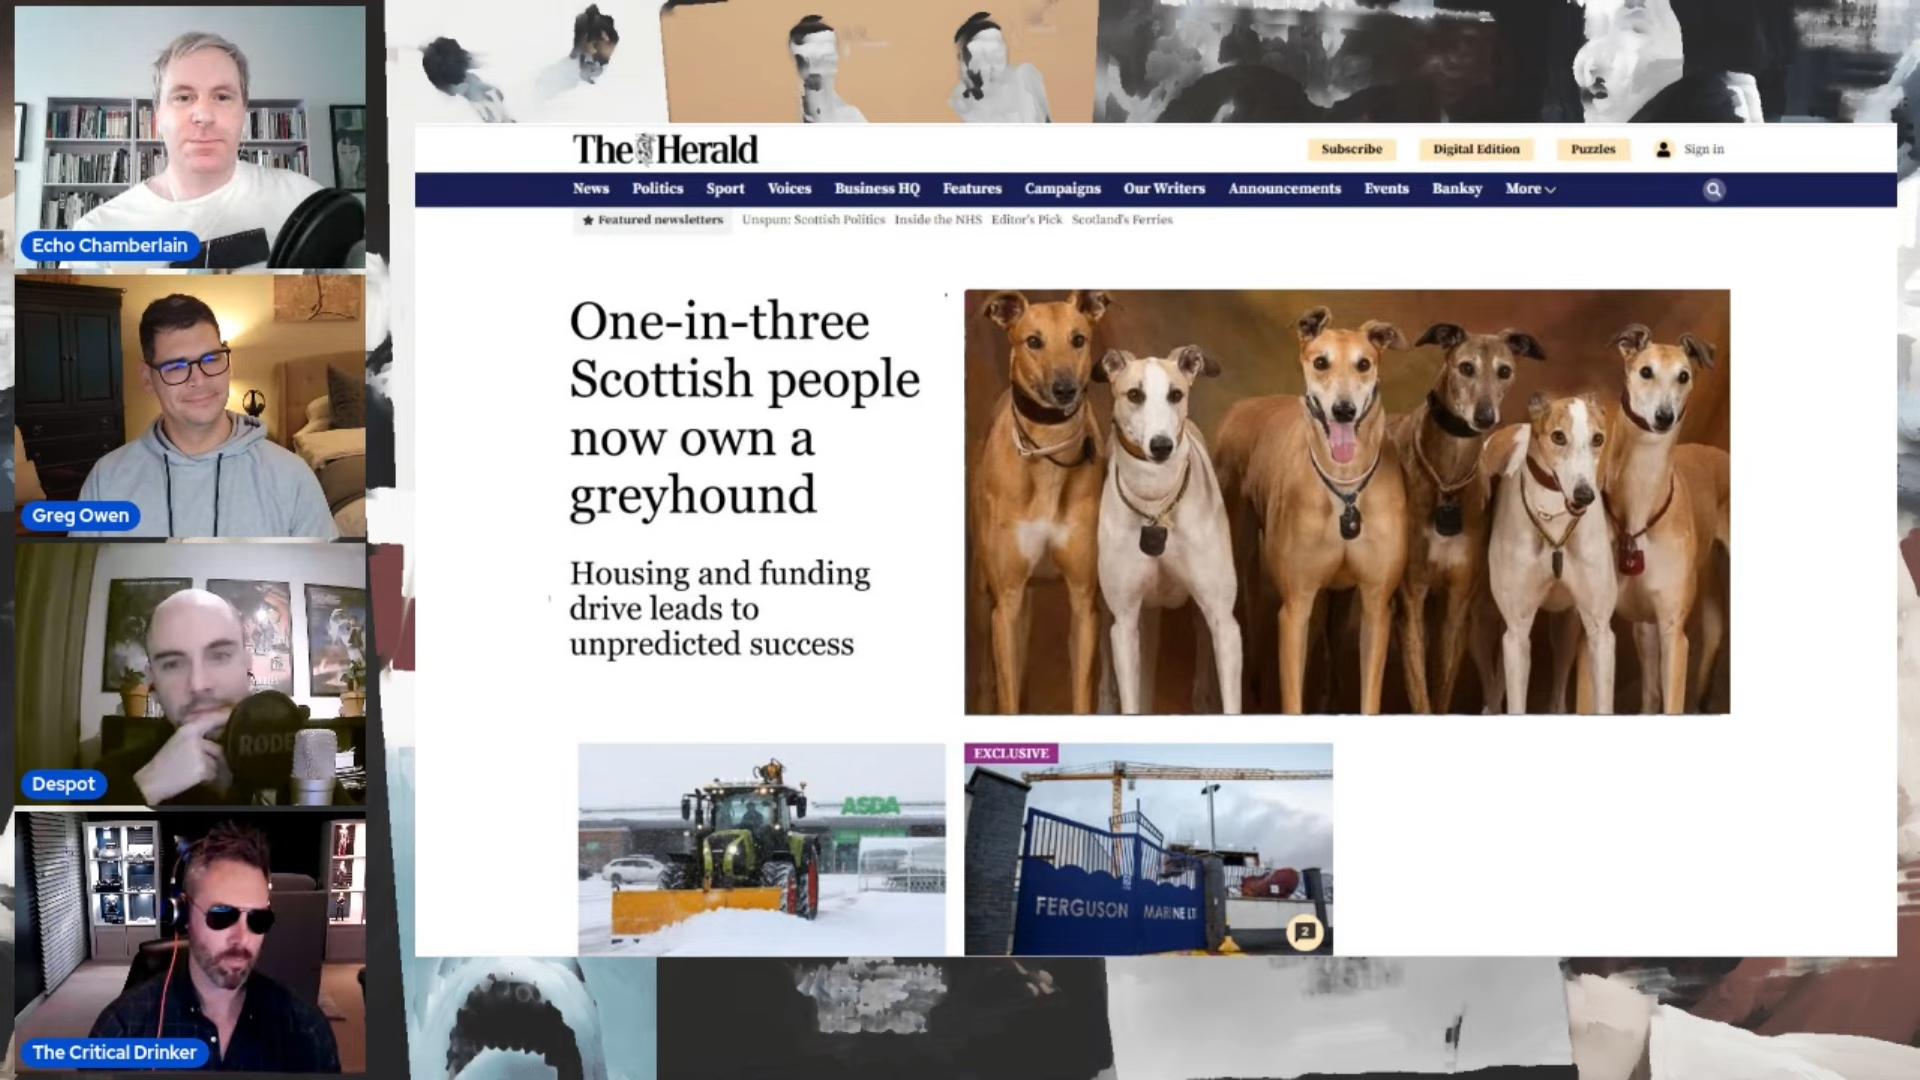 Echo Chamberlain
Greg Owen
RODE
Despot
The Critical Drinker
The Herald
Subscribe
Digital Edition
Puzzles
Sign in
News Politics Sport Voices Business HQ Features Campaigns Our Writers Announcements Events Banksy More
Featured newsletters Unspun: Scottish Politics Inside the NHS Editor's Pick Scotland's Ferries
One-in-three
Scottish people
now own a
greyhound
Housing and funding
drive leads to
unpredicted success
ASDA
EXCLUSIVE
FERGUSON MARINE LT
2